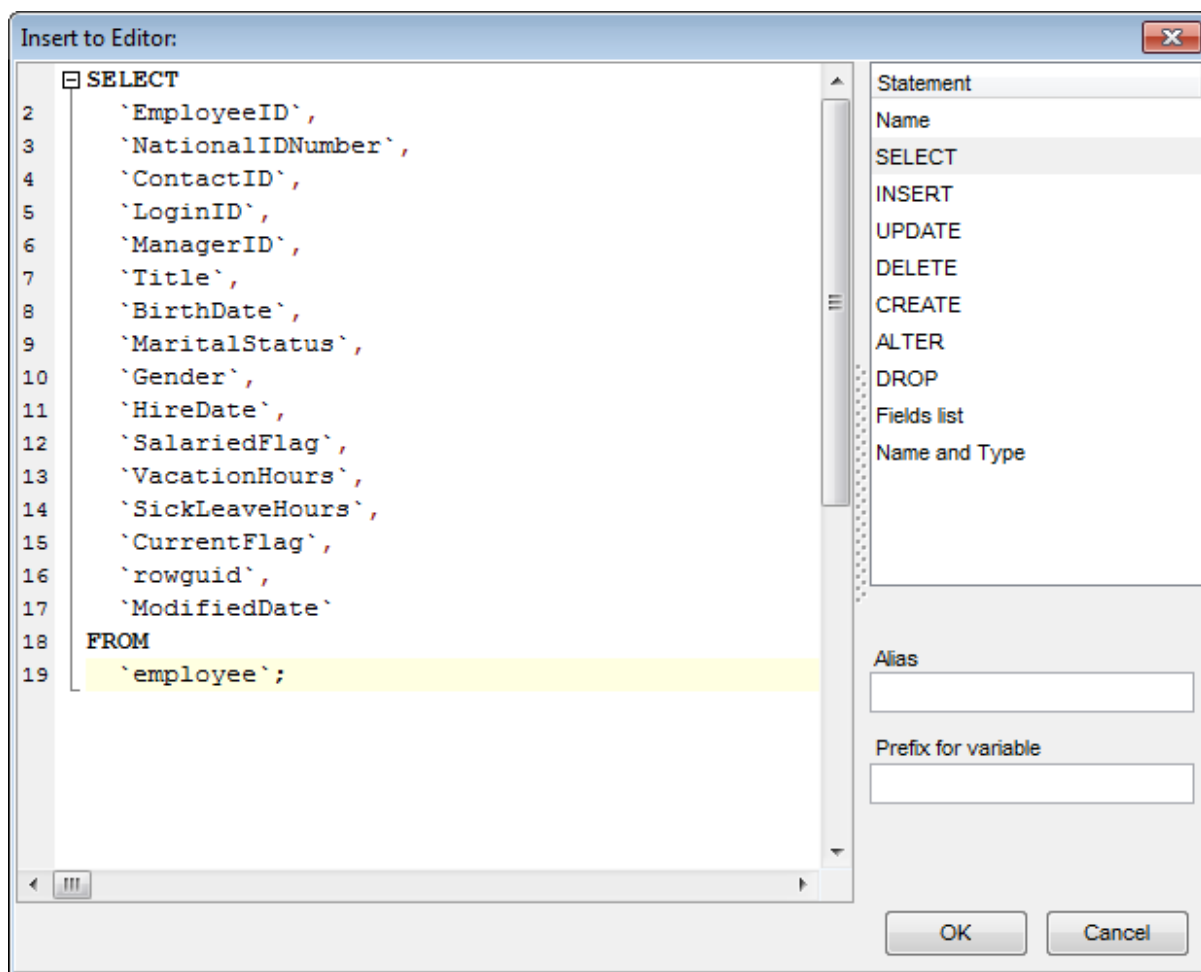 Insert to Editor:
SELECT
2 `EmployeeID`,
3 `NationalIDNumber`,
4 `ContactID`,
5 `LoginID`,
6 `ManagerID`,
7 `Title`,
8 `BirthDate`,
9 `MaritalStatus`,
10 `Gender`,
11 `HireDate`,
12 `SalariedFlag`,
13 `VacationHours`,
14 `SickLeaveHours`,
15 `CurrentFlag`,
16 `rowguid`,
17 `ModifiedDate`
18 FROM
19 `employee`;
Statement
Name
SELECT
INSERT
UPDATE
DELETE
CREATE
ALTER
DROP
Fields list
Name and Type
Alias
Prefix for variable
OK
Cancel